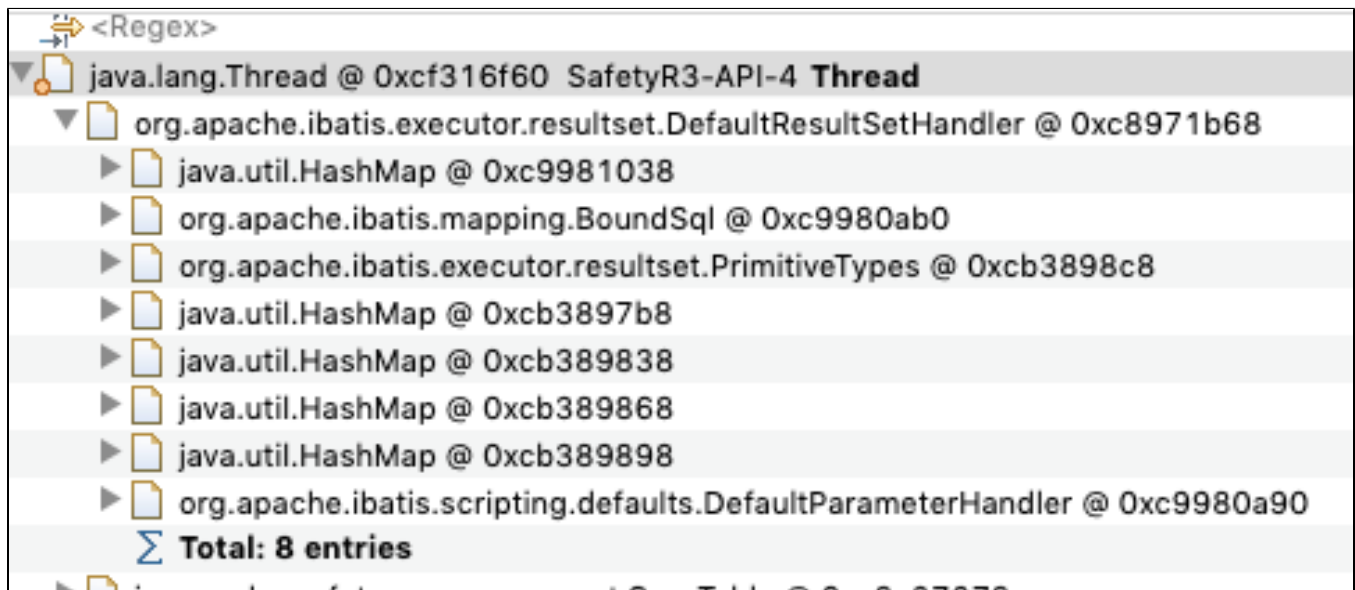 <Regex>
java.lang.Thread @ 0xcf316f60 SafetyR3-API-4 Thread
org.apache.ibatis.executor.resultset.DefaultResultSetHandler @ 0xc8971b68
java.util.HashMap @ 0xc9981038
org.apache.ibatis.mapping.BoundSql @ 0xc9980ab0
org.apache.ibatis.executor.resultset.PrimitiveTypes @ 0xcb3898c8
java.util.HashMap @ 0xcb3897b8
java.util.HashMap @ 0xcb389838
java.util.HashMap @ 0xcb389868
java.util.HashMap @ 0xcb389898
org.apache.ibatis.scripting.defaults.DefaultParameterHandler @ 0xc9980a90
Total: 8 entries